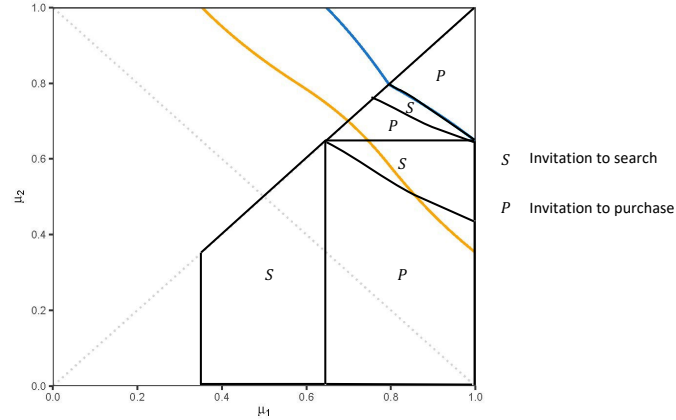 1.0
P
0.8
S
P
0.6
S
S Invitation to search
P Invitation to purchase
μ2
0.4
S
P
0.2
0.0
0.0 0.2 0.4 0.6 0.8 1.0
μ1